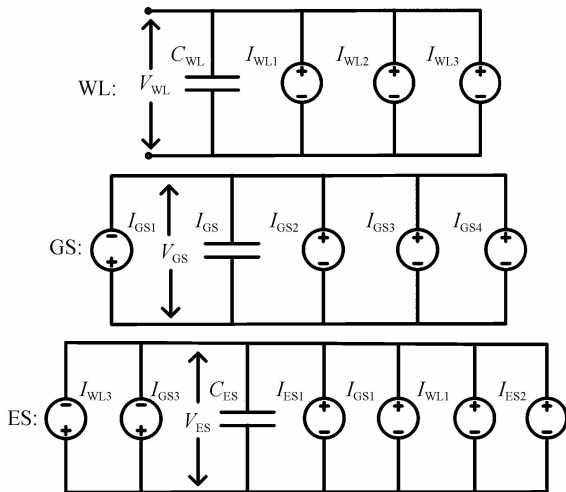 C_WL I_WL1 I_WL2 I_WL3
WL: V_WL
+ + +
− − −
I_GS1 I_GS I_GS2 I_GS3 I_GS4
GS: V_GS
− + + +
+ − − −
I_WL3 I_GS3 C_ES I_ES1 I_GS1 I_WL1 I_ES2
ES: V_ES
− − + + + +
+ + − − − −